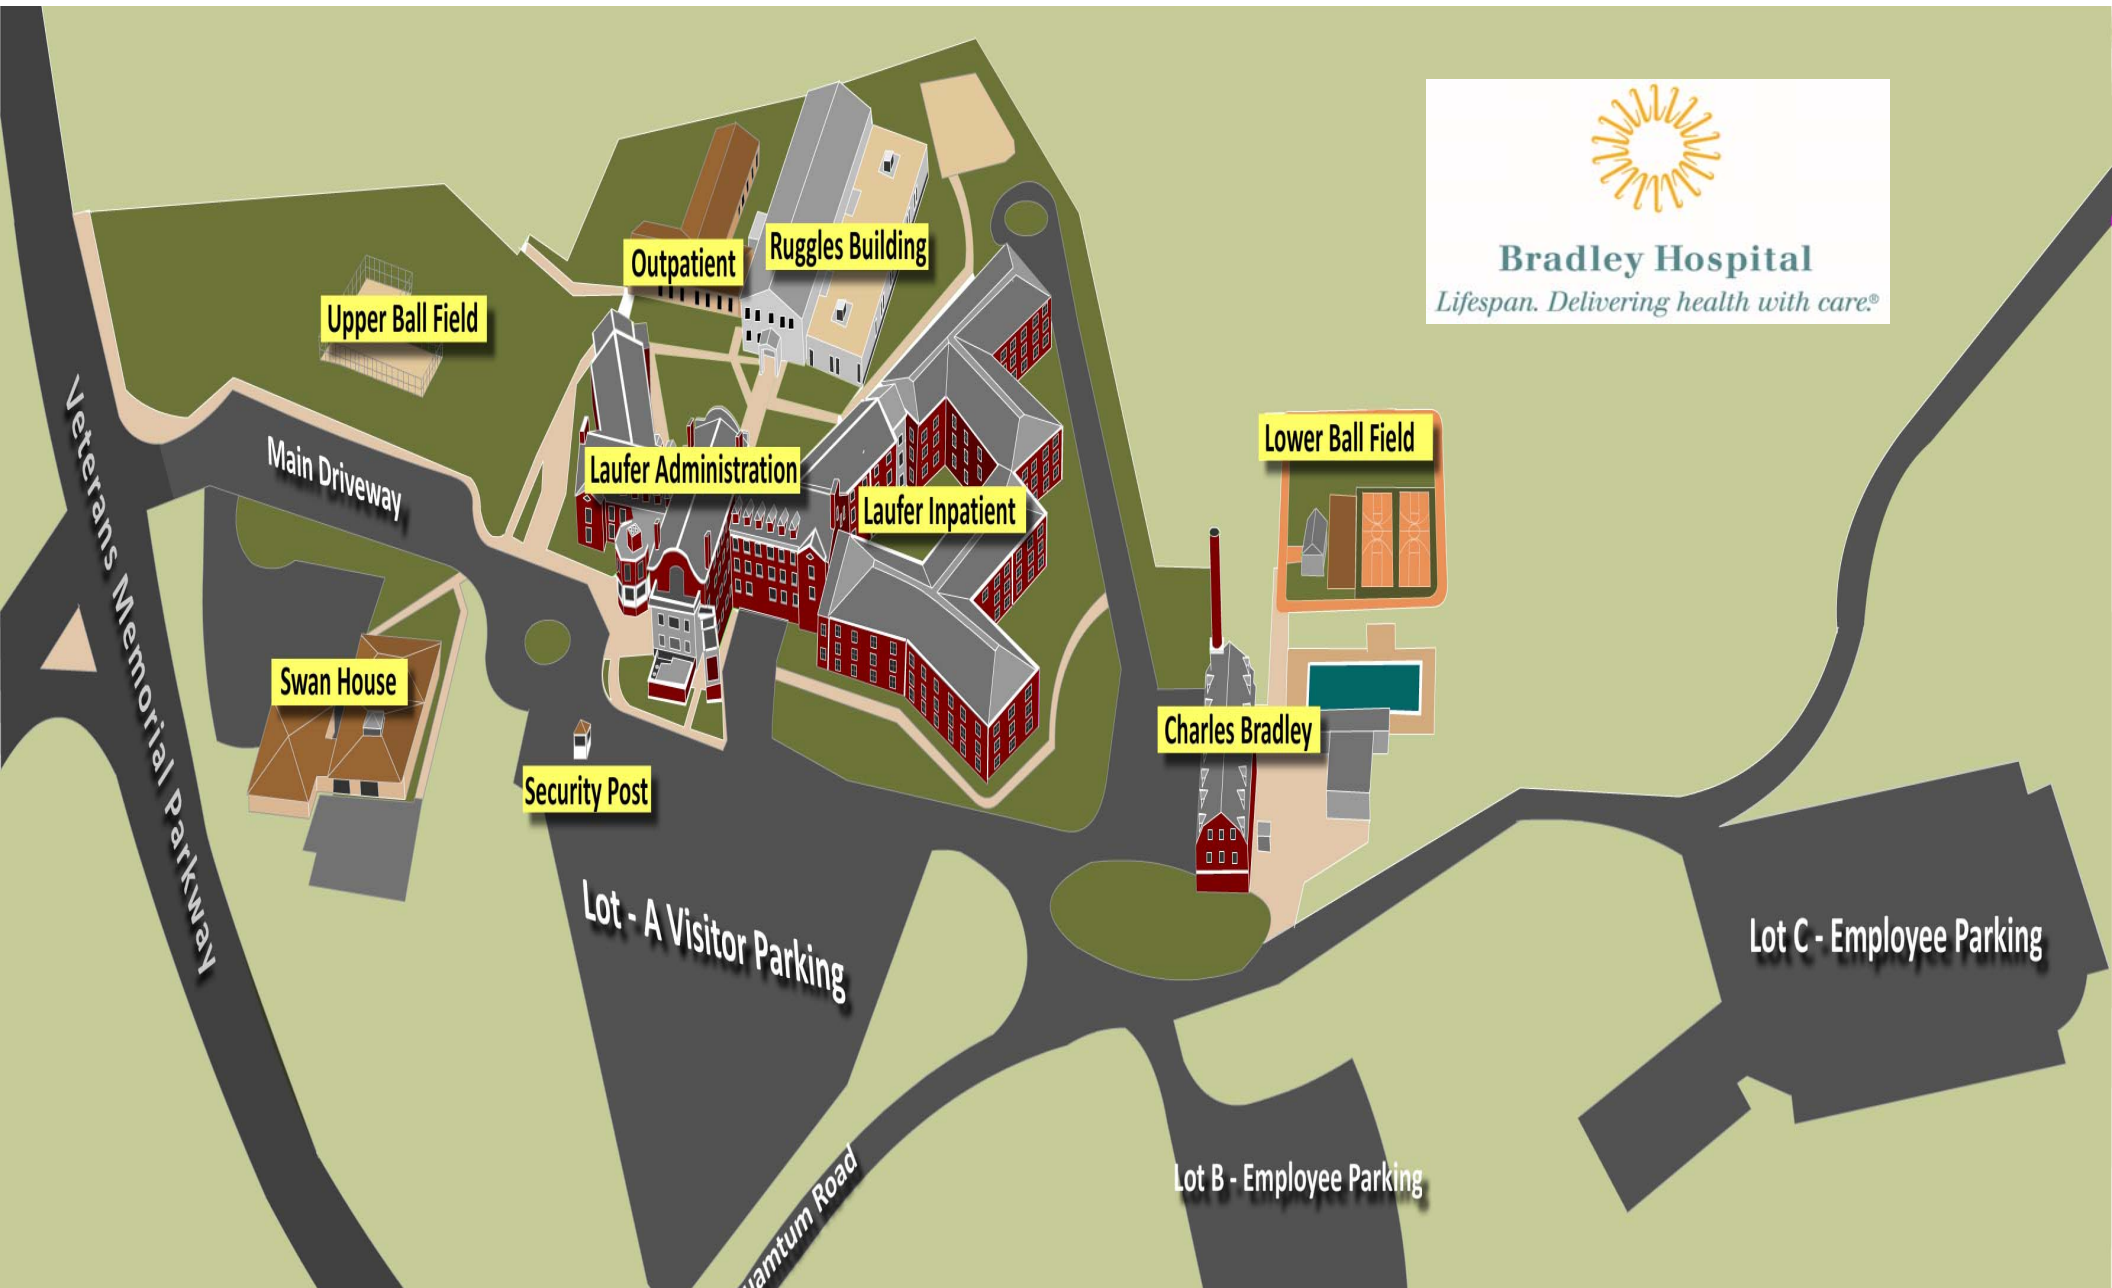 Bradley Hospital
Lifespan. Delivering health with care.®
Outpatient
Ruggles Building
Upper Ball Field
Main Driveway
Veterans Memorial Parkway
Laufer Administration
Laufer Inpatient
Lower Ball Field
Swan House
Security Post
Charles Bradley
Lot - A Visitor Parking
Lot C - Employee Parking
Lot B - Employee Parking
Road